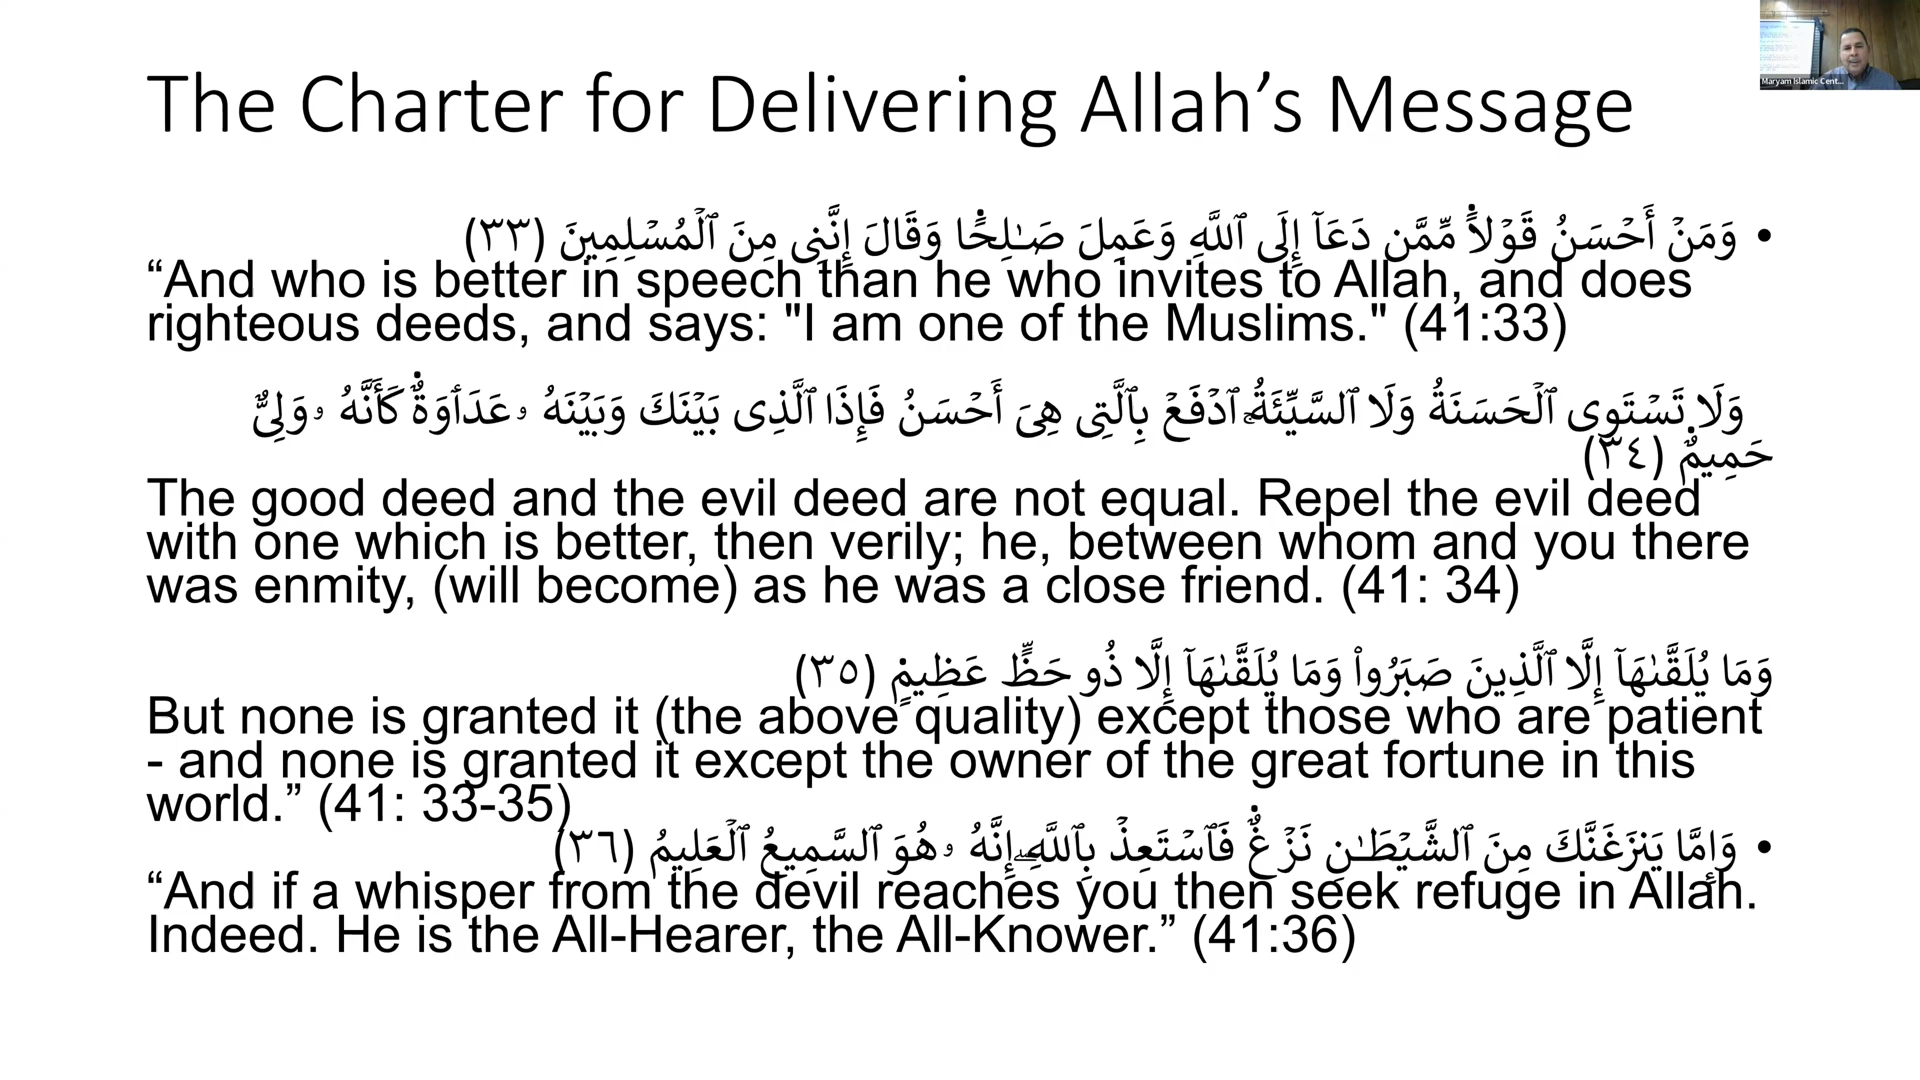 The Charter for Delivering Allah’s Message
Maryam Islamic Cent...
• وَمَنْ أَحْسَنُ قَوْلًا مِّمَّن دَعَآ إِلَى ٱللَّهِ وَعَمِلَ صَـٰلِحًا وَقَالَ إِنَّنِى مِنَ ٱلْمُسْلِمِينَ (٣٣)
“And who is better in speech than he who invites to Allah, and does
righteous deeds, and says: "I am one of the Muslims." (41:33)
وَلَا تَسْتَوِى ٱلْحَسَنَةُ وَلَا ٱلسَّيِّئَةُ ۚ ٱدْفَعْ بِٱلَّتِى هِىَ أَحْسَنُ فَإِذَا ٱلَّذِى بَيْنَكَ وَبَيْنَهُ ۥ عَدَٲوَةٌ كَأَنَّهُ ۥ وَلِىٌّ
حَمِيمٌ (٣٤)
The good deed and the evil deed are not equal. Repel the evil deed
with one which is better, then verily; he, between whom and you there
was enmity, (will become) as he was a close friend. (41: 34)
وَمَا يُلَقَّىٰهَآ إِلَّا ٱلَّذِينَ صَبَرُواْ وَمَا يُلَقَّىٰهَآ إِلَّا ذُو حَظٍّ عَظِيمٍ (٣٥)
But none is granted it (the above quality) except those who are patient
- and none is granted it except the owner of the great fortune in this
world.” (41: 33-35)
• وَإِمَّا يَنزَغَنَّكَ مِنَ ٱلشَّيْطَـٰنِ نَزْغٌ فَٱسْتَعِذْ بِٱللَّهِ ۖ إِنَّهُ ۥ هُوَ ٱلسَّمِيعُ ٱلْعَلِيمُ (٣٦)
“And if a whisper from the devil reaches you then seek refuge in Allah.
Indeed. He is the All-Hearer, the All-Knower.” (41:36)